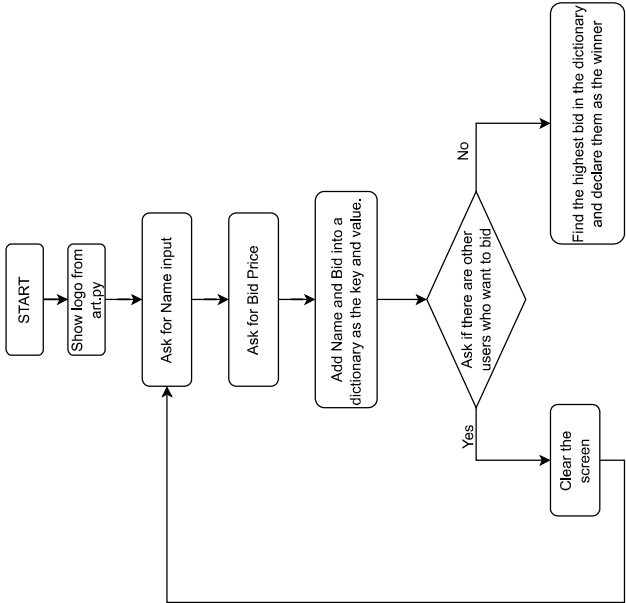 START
Show logo from
art.py
Ask for Name input
Ask for Bid Price
Add Name and Bid into a
dictionary as the key and value.
Ask if there are other
users who want to bid
Yes
No
Clear the
screen
Find the highest bid in the dictionary
and declare them as the winner